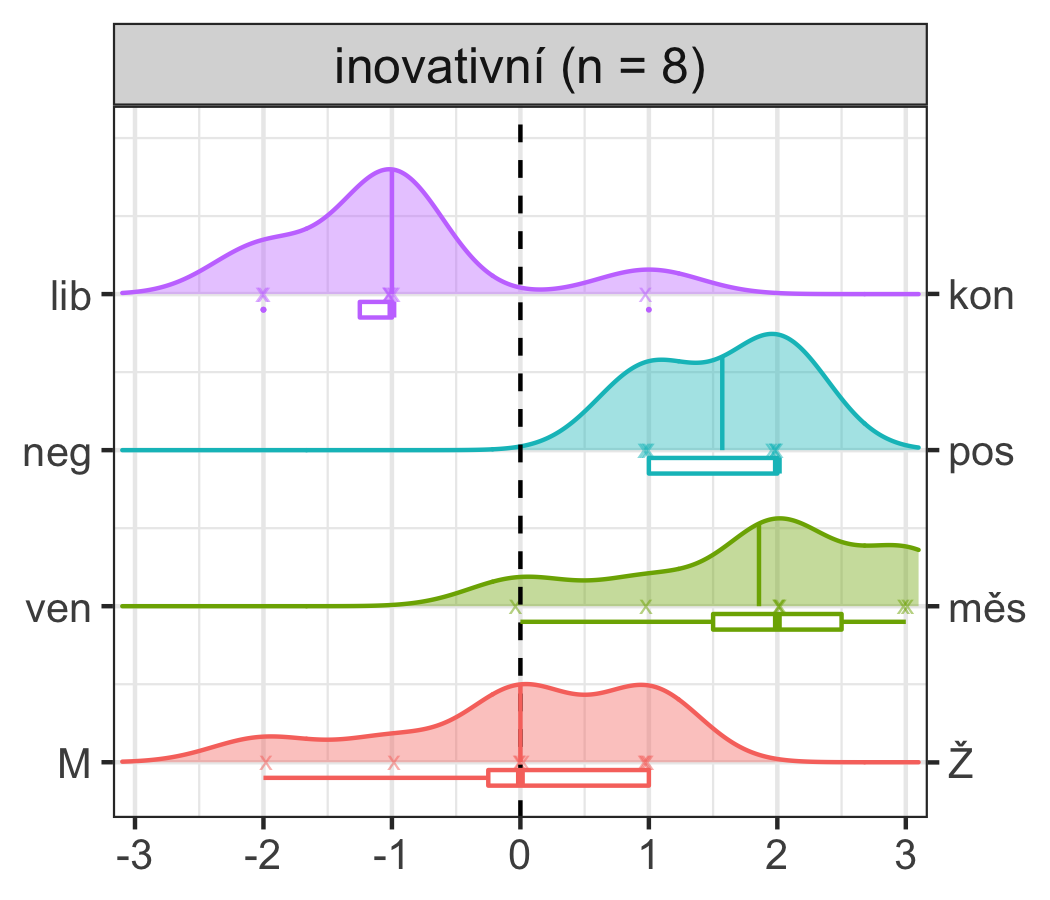 inovativní (n = 8)
lib kon
neg pos
ven měs
M Ž
-3 -2 -1 0 1 2 3